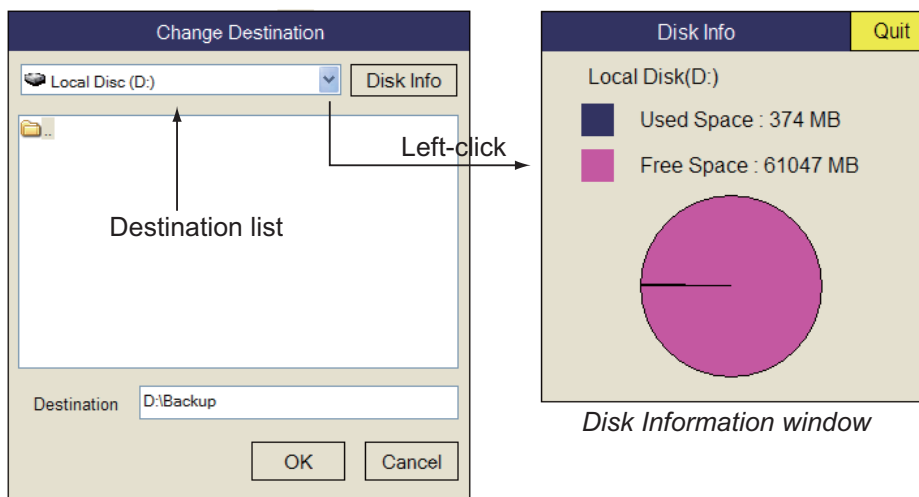 Change Destination
Local Disc (D:)
Disk Info
..
Left-click
Destination list
Destination D:\Backup
OK Cancel
Disk Info Quit
Local Disk(D:)
Used Space : 374 MB
Free Space : 61047 MB
Disk Information window